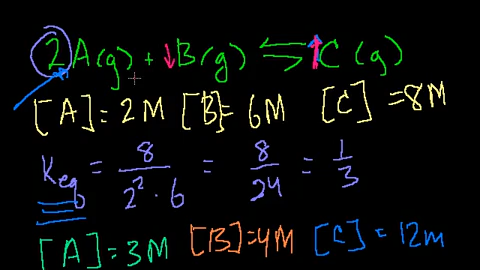 2A(g) + ↓B(g) ⇌ ↑C(g)
[A] = 2M [B] = 6M [C] = 8M
Keq = 8/2² · 6 = 8/24 = 1/3
[A] = 3M [B] = 4M [C] = 12M